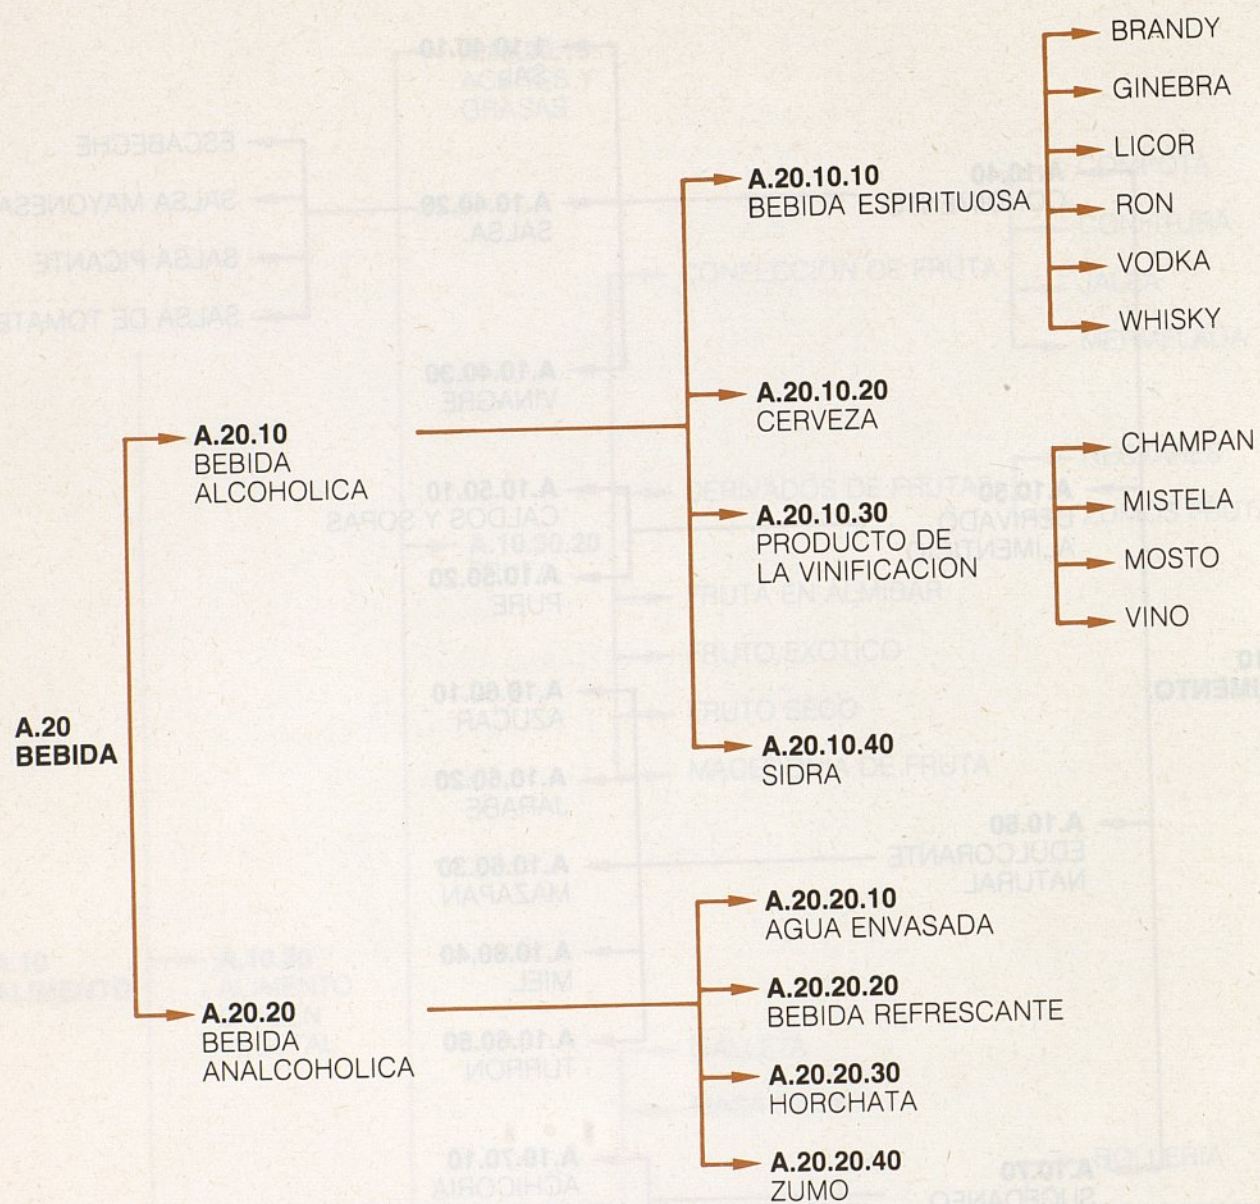 A.20
BEBIDA
A.20.10
BEBIDA
ALCOHOLICA
A.20.10.10
BEBIDA ESPIRITUOSA
BRANDY
GINEBRA
LICOR
RON
VODKA
WHISKY
A.20.10.20
CERVEZA
A.20.10.30
PRODUCTO DE
LA VINIFICACION
CHAMPAN
MISTELA
MOSTO
VINO
A.20.10.40
SIDRA
A.20.20
BEBIDA
ANALCOHOLICA
A.20.20.10
AGUA ENVASADA
A.20.20.20
BEBIDA REFRESCANTE
A.20.20.30
HORCHATA
A.20.20.40
ZUMO